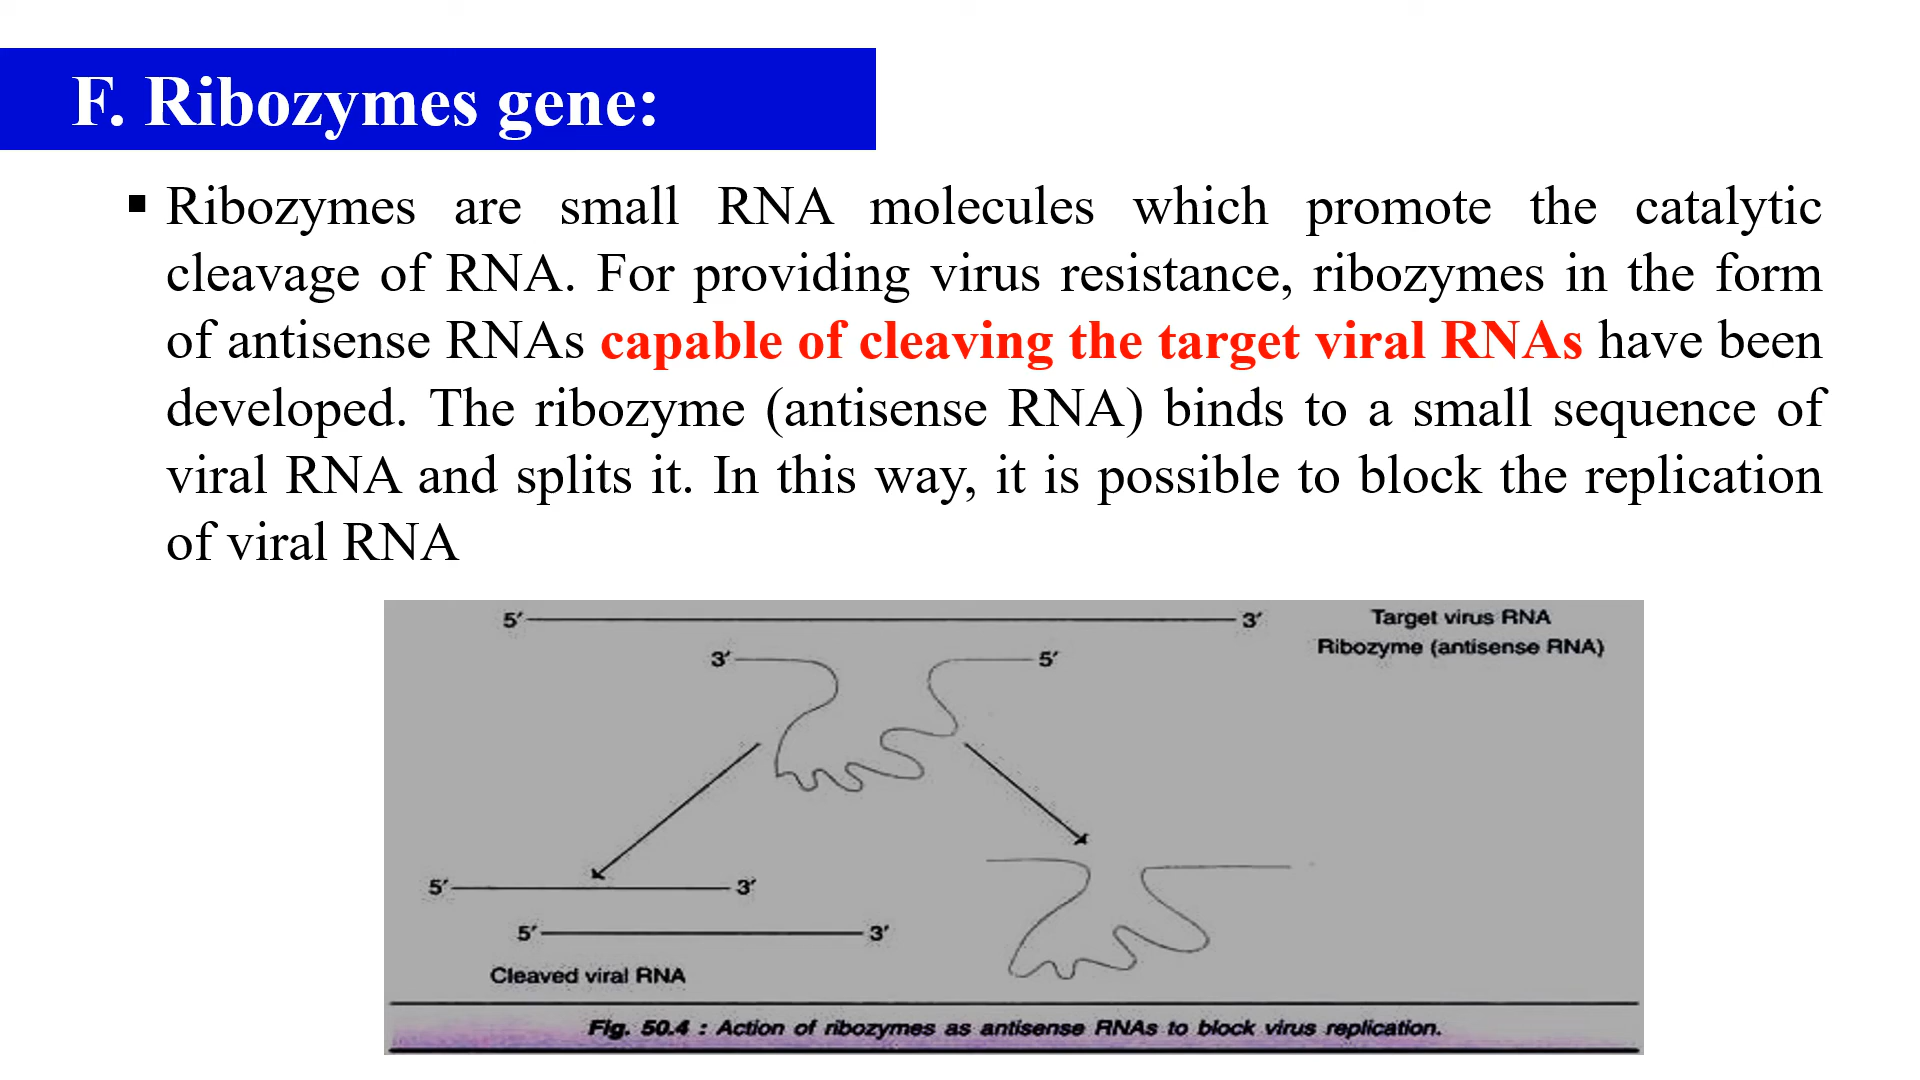 F. Ribozymes gene:
▪ Ribozymes are small RNA molecules which promote the catalytic
cleavage of RNA. For providing virus resistance, ribozymes in the form
of antisense RNAs capable of cleaving the target viral RNAs have been
developed. The ribozyme (antisense RNA) binds to a small sequence of
viral RNA and splits it. In this way, it is possible to block the replication
of viral RNA
5′ 3′ Target virus RNA
3′ 5′ Ribozyme (antisense RNA)
5′ 3′
5′ 3′
Cleaved viral RNA
Fig. 50.4 : Action of ribozymes as antisense RNAs to block virus replication.